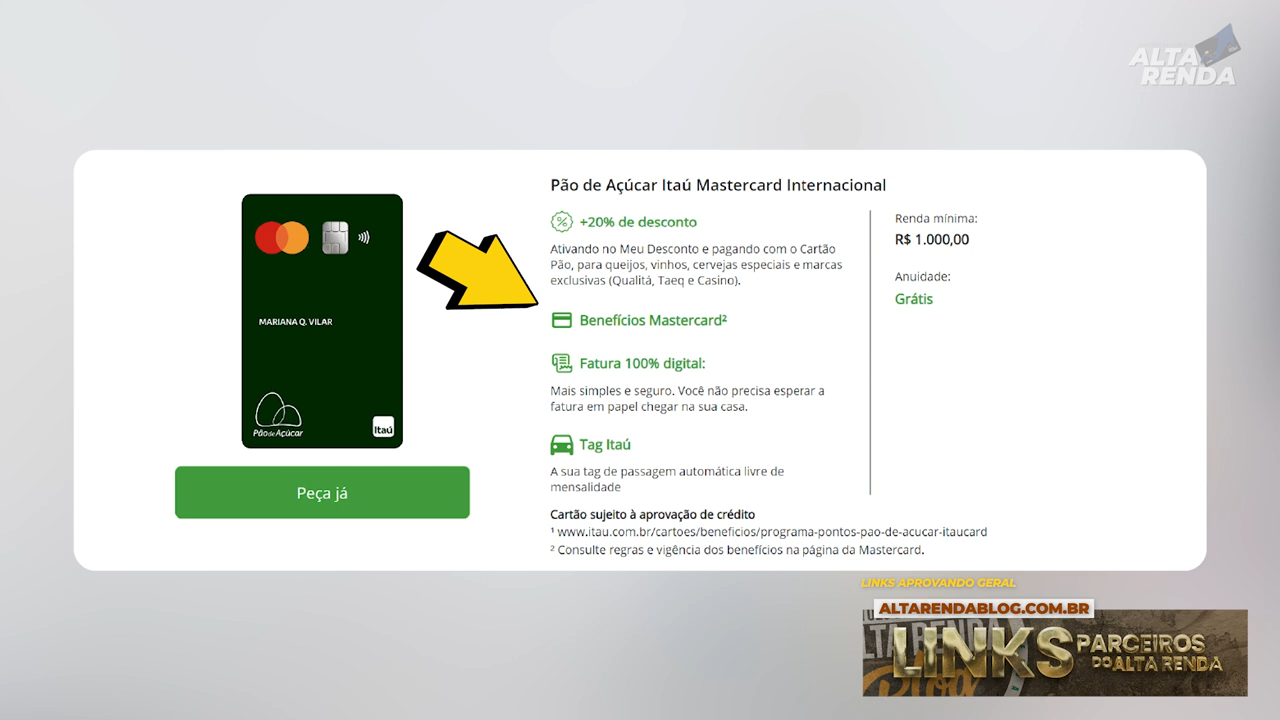 ALTA
RENDA
Pão de Açúcar Itaú Mastercard Internacional
+20% de desconto
Ativando no Meu Desconto e pagando com o Cartão
Pão, para queijos, vinhos, cervejas especiais e marcas
exclusivas (Qualitá, Taeq e Casino).
Benefícios Mastercard²
Fatura 100% digital:
Mais simples e seguro. Você não precisa esperar a
fatura em papel chegar na sua casa.
Tag Itaú
A sua tag de passagem automática livre de
mensalidade
Cartão sujeito à aprovação de crédito
¹ www.itau.com.br/cartoes/beneficios/programa-pontos-pao-de-acucar-itaucard
² Consulte regras e vigência dos benefícios na página da Mastercard.
Renda mínima:
R$ 1.000,00
Anuidade:
Grátis
MARIANA Q. VILAR
Pão de Açúcar
Itaú
Peça já
LINKS APROVANDO GERAL
ALTARENDABLOG.COM.BR
LINKS PARCEIROS
DO ALTA RENDA
LTA RENDA
Blog